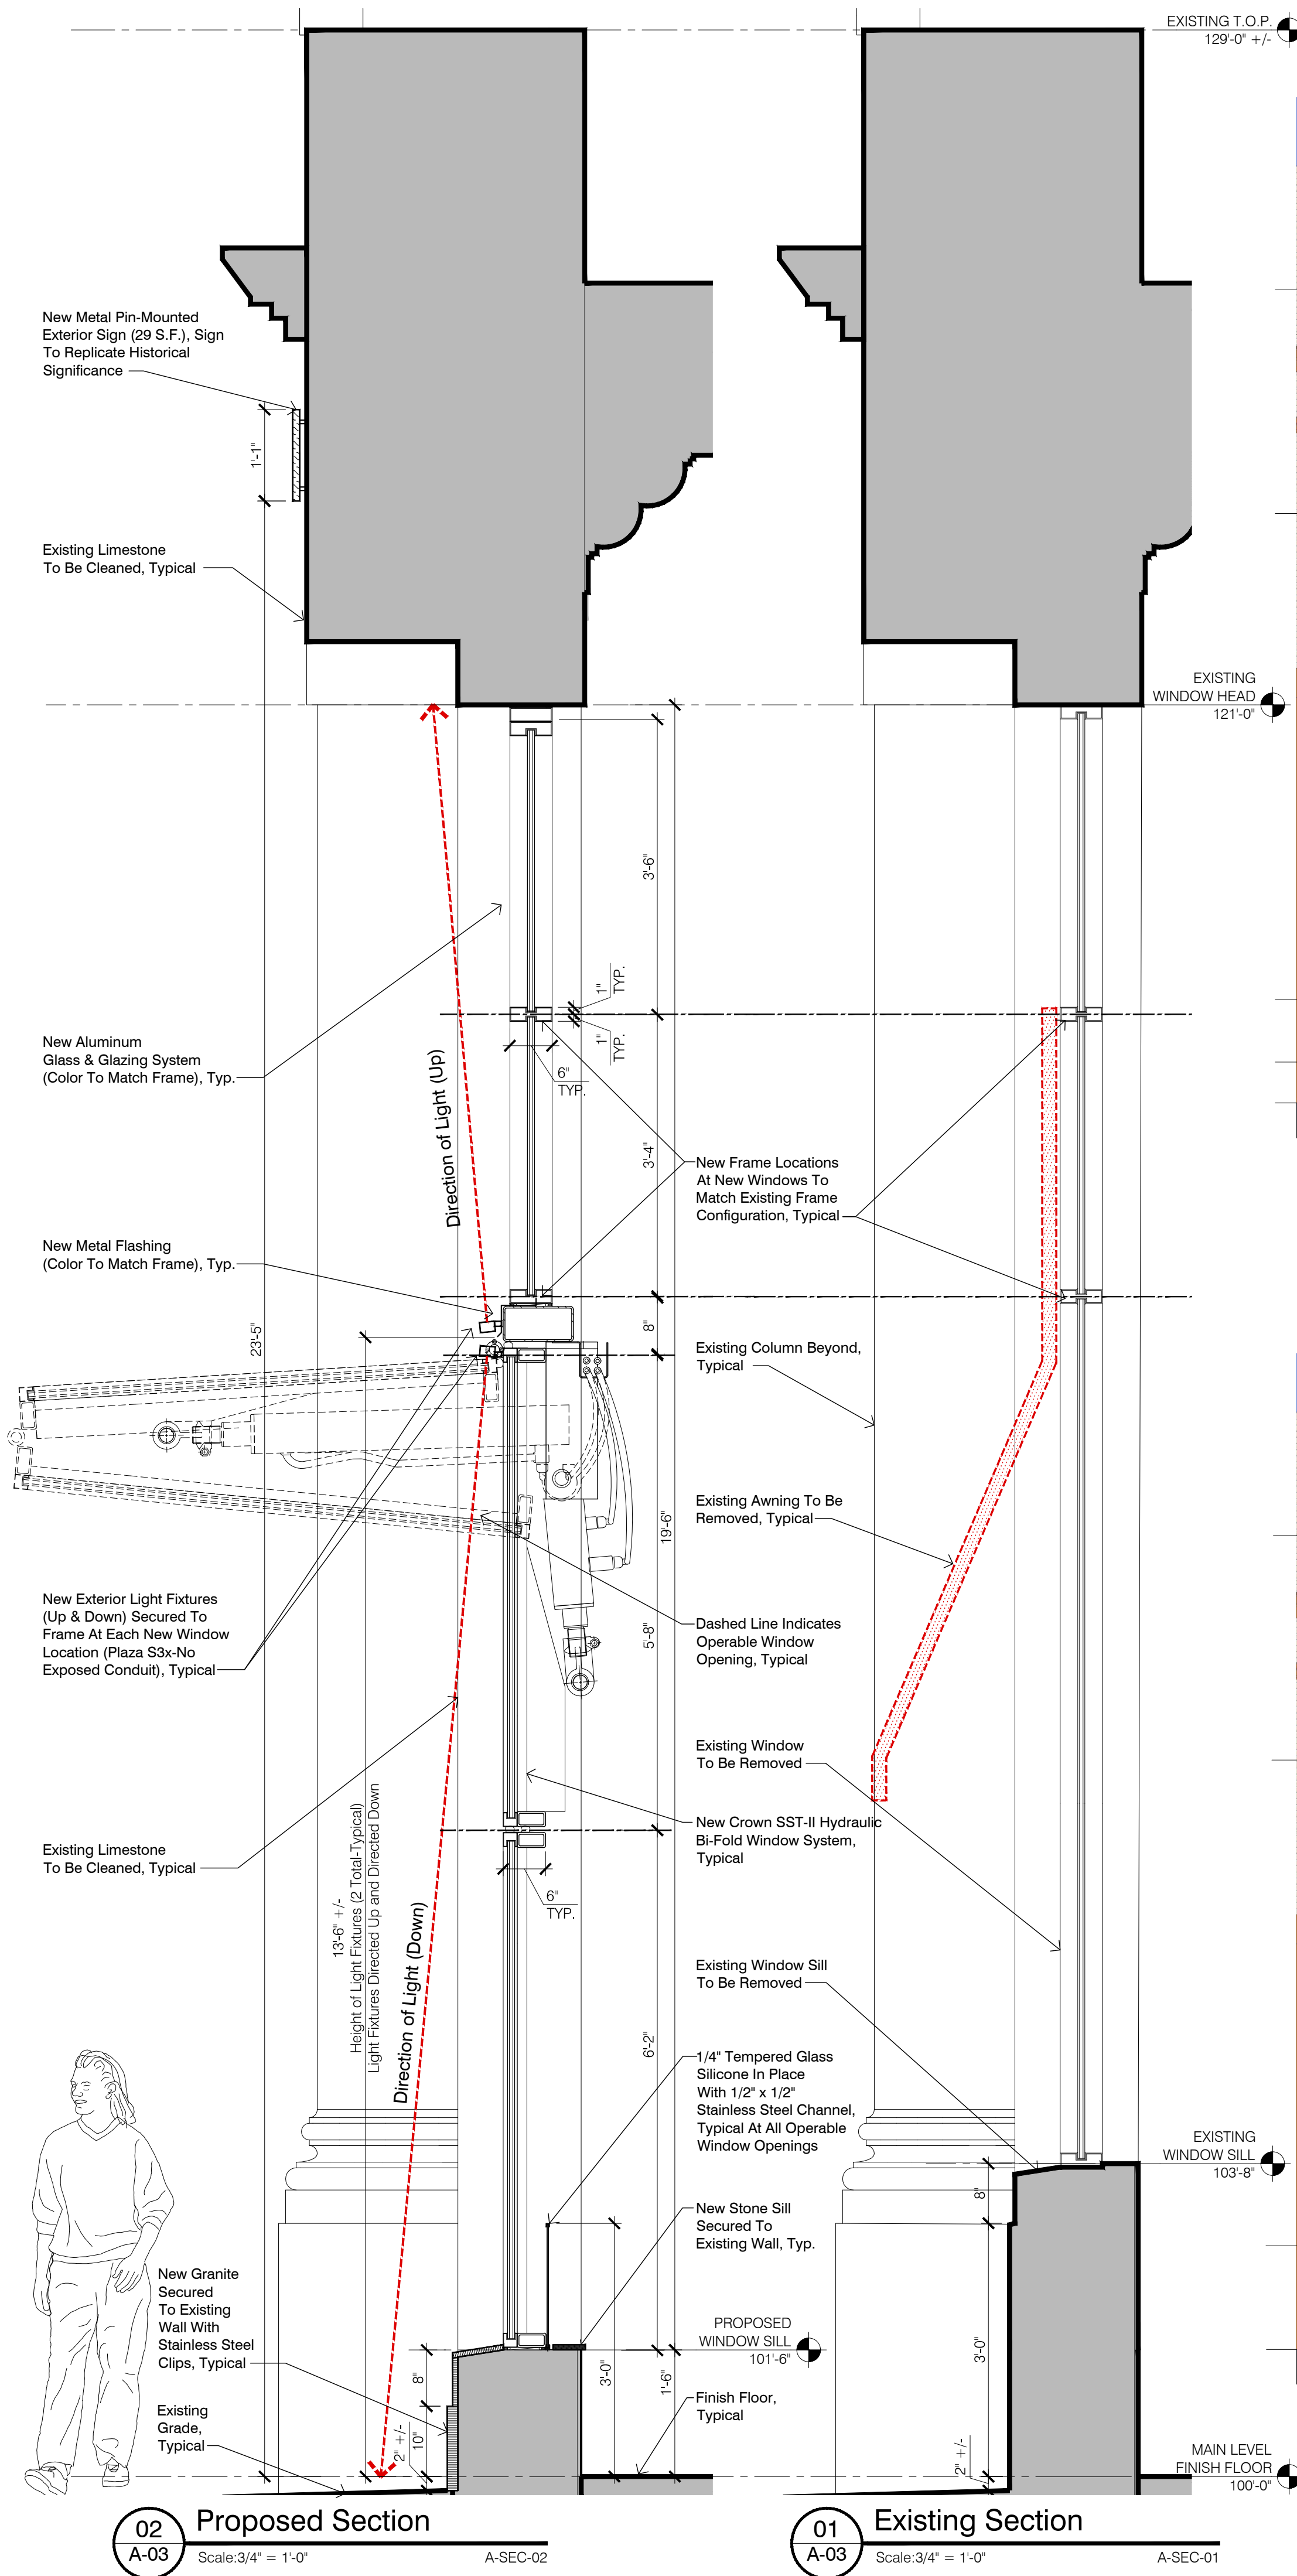 EXISTING T.O.P.
129'-0" +/-
New Metal Pin-Mounted
Exterior Sign (29 S.F.), Sign
To Replicate Historical
Significance
1'-1"
Existing Limestone
To Be Cleaned, Typical
EXISTING
WINDOW HEAD
121'-0"
3'-6"
1"
TYP.
1"
TYP.
6"
TYP.
New Aluminum
Glass & Glazing System
(Color To Match Frame), Typ.
Direction of Light (Up)
3'-4"
New Frame Locations
At New Windows To
Match Existing Frame
Configuration, Typical
New Metal Flashing
(Color To Match Frame), Typ.
23'-5"
8"
Existing Column Beyond,
Typical
Existing Awning To Be
Removed, Typical
19'-6"
New Exterior Light Fixtures
(Up & Down) Secured To
Frame At Each New Window
Location (Plaza S3x-No
Exposed Conduit), Typical
5'-8"
Dashed Line Indicates
Operable Window
Opening, Typical
Existing Window
To Be Removed
New Crown SST-II Hydraulic
Bi-Fold Window System,
Typical
Existing Limestone
To Be Cleaned, Typical
6"
TYP.
13'-6" +/-
Height of Light Fixtures (2 Total-Typical)
Light Fixtures Directed Up and Directed Down
Direction of Light (Down)
Existing Window Sill
To Be Removed
6'-2"
1/4" Tempered Glass
Silicone In Place
With 1/2" x 1/2"
Stainless Steel Channel,
Typical At All Operable
Window Openings
EXISTING
WINDOW SILL
103'-8"
8"
New Stone Sill
Secured To
Existing Wall, Typ.
New Granite
Secured
To Existing
Wall With
Stainless Steel
Clips, Typical
PROPOSED
WINDOW SILL
101'-6"
8"
3'-0"
1'-6"
3'-0"
Finish Floor,
Typical
Existing
Grade,
Typical
2" +/-
10"
2" +/-
MAIN LEVEL
FINISH FLOOR
100'-0"
02
A-03
Proposed Section
Scale:3/4" = 1'-0"
A-SEC-02
01
A-03
Existing Section
Scale:3/4" = 1'-0"
A-SEC-01